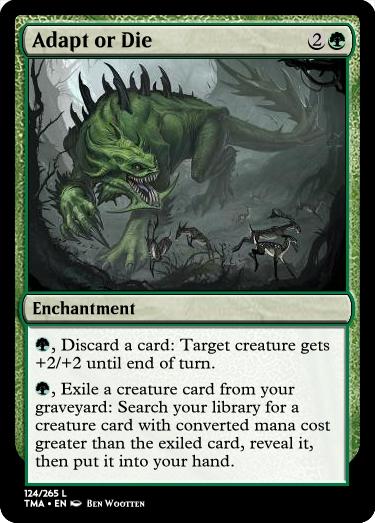 Adapt or Die 2
Enchantment
, Discard a card: Target creature gets
+2/+2 until end of turn.
, Exile a creature card from your
graveyard: Search your library for a
creature card with converted mana cost
greater than the exiled card, reveal it,
then put it into your hand.
124/265 L
TMA • EN Ben Wootten